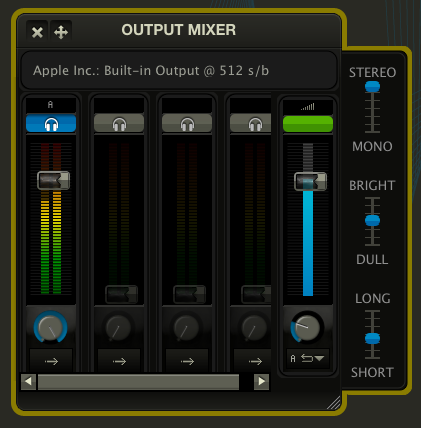 OUTPUT MIXER
Apple Inc.: Built-in Output @ 512 s/b
STEREO
MONO
BRIGHT
DULL
LONG
SHORT
A
A